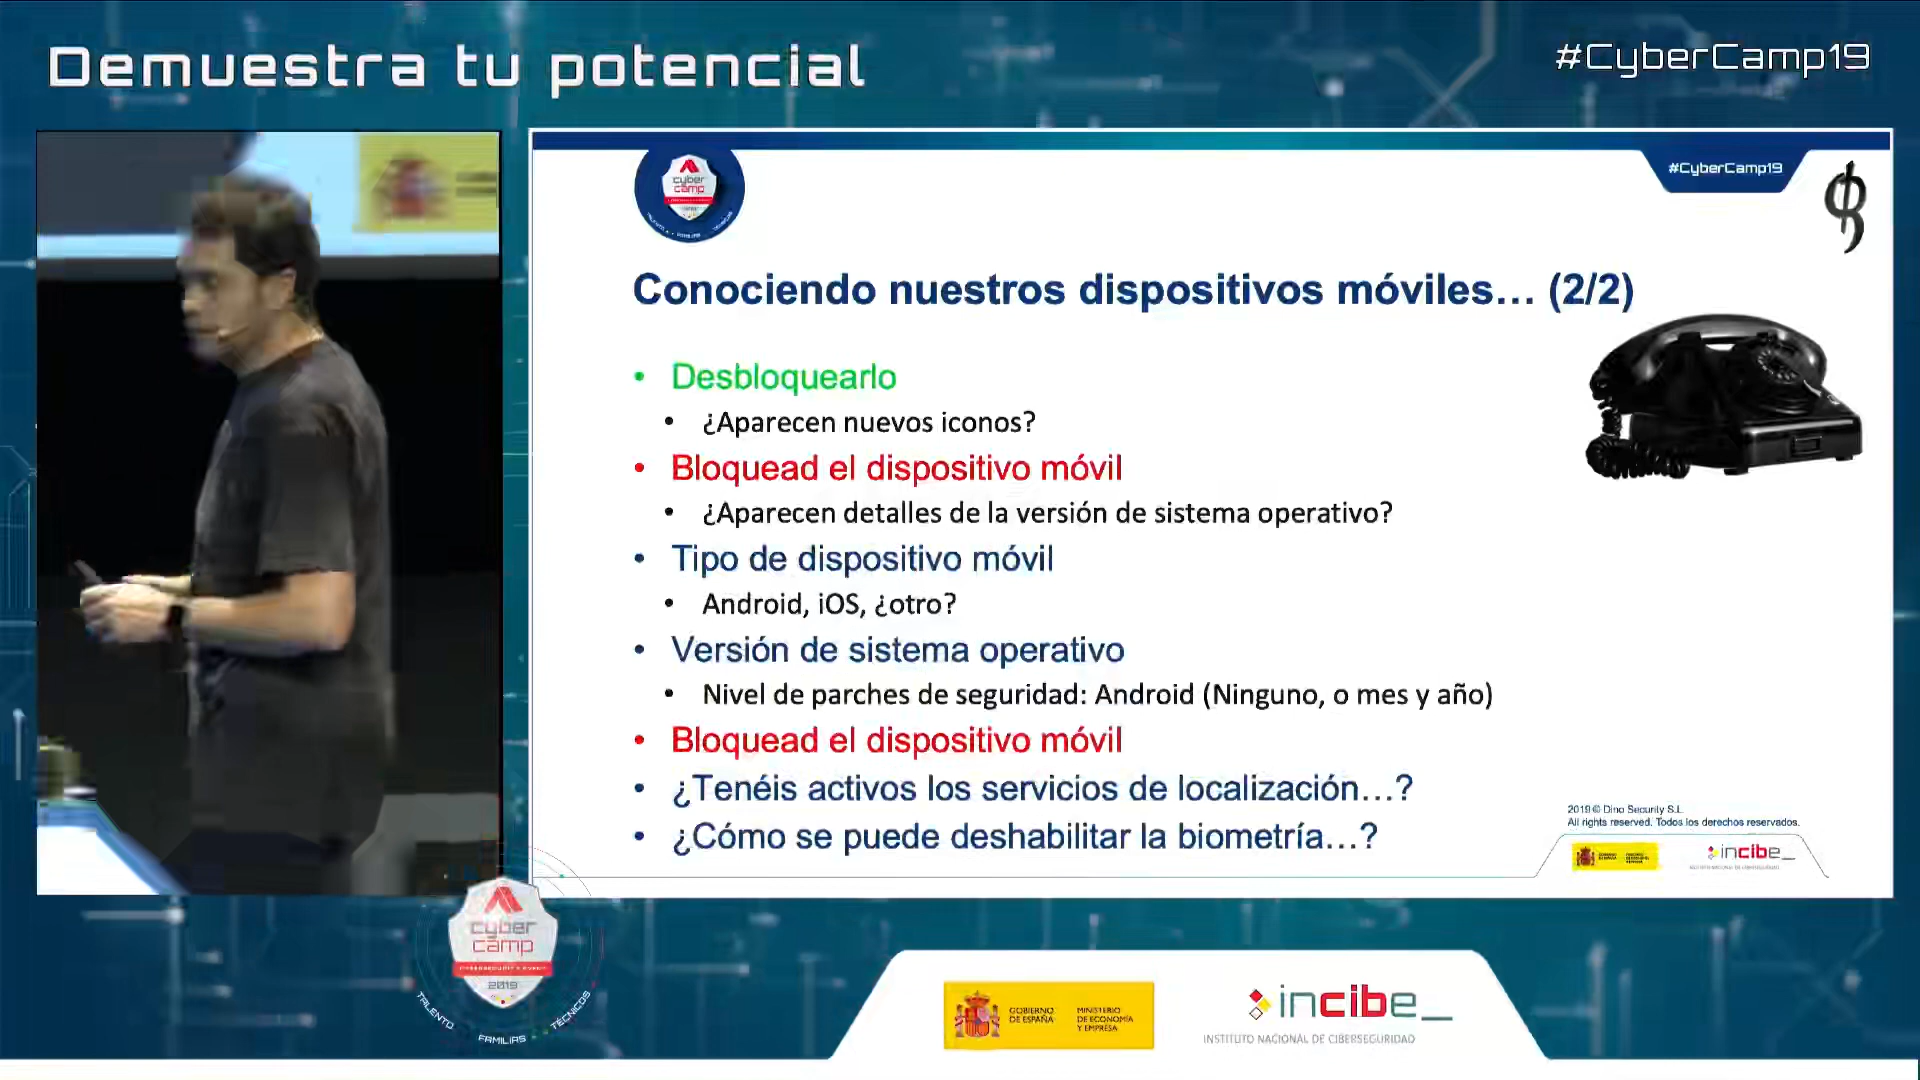 Demuestra tu potencial
#CyberCamp19
#CyberCamp19
cyber
camp
Conociendo nuestros dispositivos móviles… (2/2)
• Desbloquearlo
• ¿Aparecen nuevos iconos?
• Bloquead el dispositivo móvil
• ¿Aparecen detalles de la versión de sistema operativo?
• Tipo de dispositivo móvil
• Android, iOS, ¿otro?
• Versión de sistema operativo
• Nivel de parches de seguridad: Android (Ninguno, o mes y año)
• Bloquead el dispositivo móvil
• ¿Tenéis activos los servicios de localización…?
• ¿Cómo se puede deshabilitar la biometría…?
2019 © Dino Security S.L.
All rights reserved. Todos los derechos reservados.
incibe_
cyber
camp
2019
TALENTO
FAMILIAS
TÉCNICOS
GOBIERNO
DE ESPAÑA
MINISTERIO
DE ECONOMÍA
Y EMPRESA
incibe_
INSTITUTO NACIONAL DE CIBERSEGURIDAD